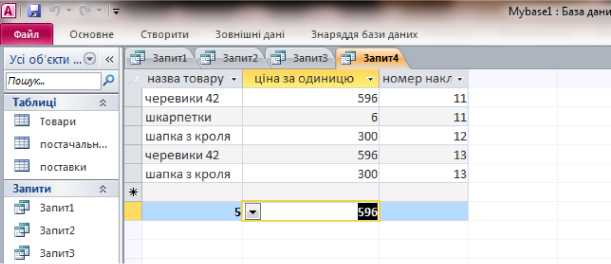 Mybase1 : База дани
Файл Основне Створити Зовнішні дані Знаряддя бази даних
Усі об'єкти ... «
Пошук...
Таблиці
Товари
постачальн...
поставки
Запити
Запит1
Запит2
Запит3
Запит1 Запит2 Запит3 Запит4
назва товару ціна за одиницю номер накл
черевики 42 596 11
шкарпетки 6 11
шапка з кроля 300 12
черевики 42 596 13
шапка з кроля 300 13
5 596